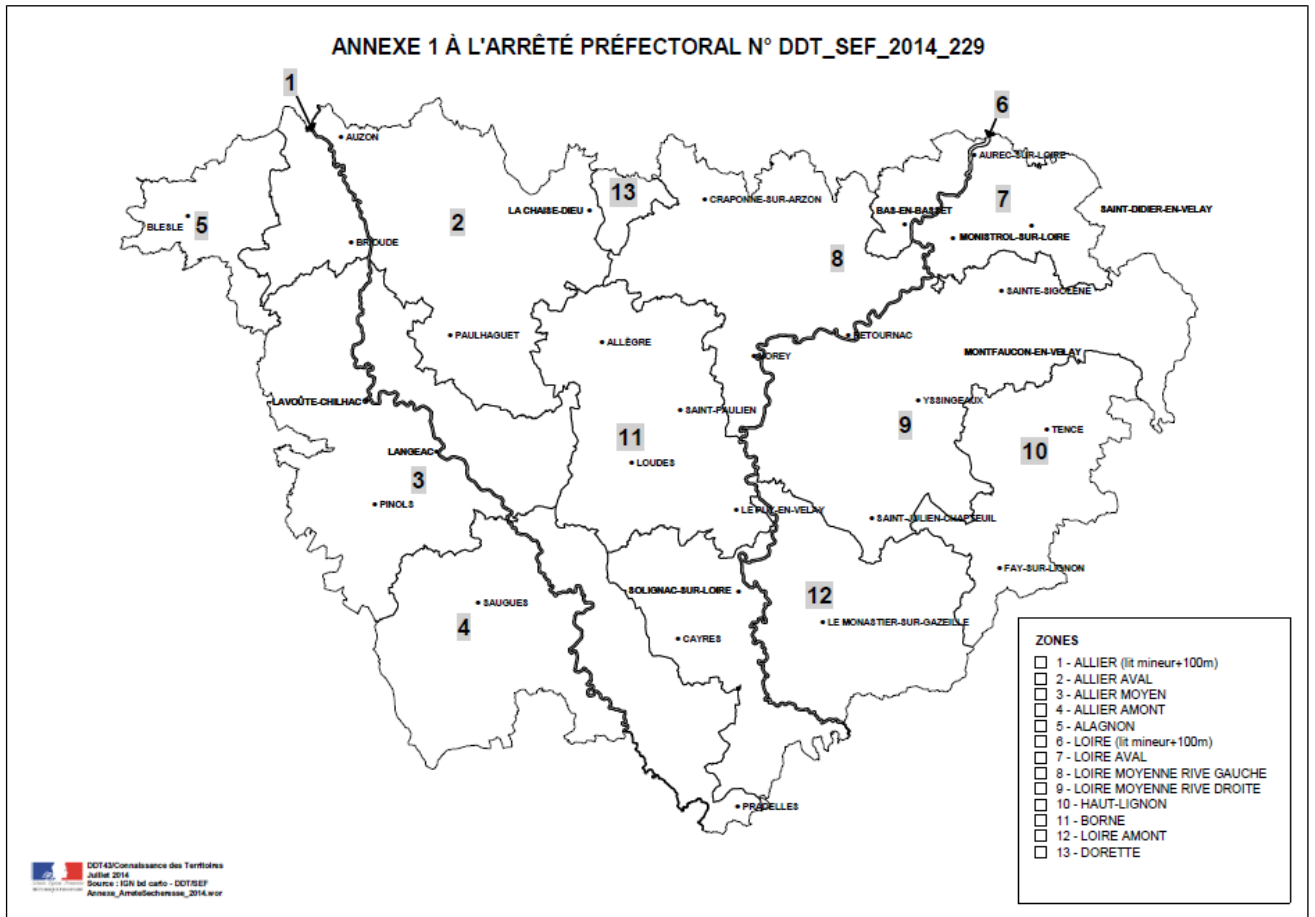 ANNEXE 1 À L'ARRÊTÉ PRÉFECTORAL N° DDT_SEF_2014_229
1
6
AUZON
AUREC-SUR-LOIRE
13
7
LA CHAISE-DIEU
CRAPONNE-SUR-ARZON
BAS-EN-BASSET
SAINT-DIDIER-EN-VELAY
BLESLE
5
2
MONISTROL-SUR-LOIRE
BRIOUDE
8
SAINTE-SIGOLÈNE
PAULHAGUET
ALLÈGRE
RETOURNAC
VOREY
MONTFAUCON-EN-VELAY
LAVOÛTE-CHILHAC
SAINT-PAULIEN
YSSINGEAUX
9
TENCE
11
10
LANGEAC
LOUDES
3
PINOLS
LE PUY-EN-VELAY
SAINT-JULIEN-CHAPTEUIL
FAY-SUR-LIGNON
SOLIGNAC-SUR-LOIRE
12
SAUGUES
4
LE MONASTIER-SUR-GAZEILLE
CAYRES
PRADELLES
ZONES
1 - ALLIER (lit mineur+100m)
2 - ALLIER AVAL
3 - ALLIER MOYEN
4 - ALLIER AMONT
5 - ALAGNON
6 - LOIRE (lit mineur+100m)
7 - LOIRE AVAL
8 - LOIRE MOYENNE RIVE GAUCHE
9 - LOIRE MOYENNE RIVE DROITE
10 - HAUT-LIGNON
11 - BORNE
12 - LOIRE AMONT
13 - DORETTE
DDT43/Connaissance des Territoires
Juillet 2014
Source : IGN bd carto - DDT/SEF
Annexe_ArreteSecheresse_2014.wor